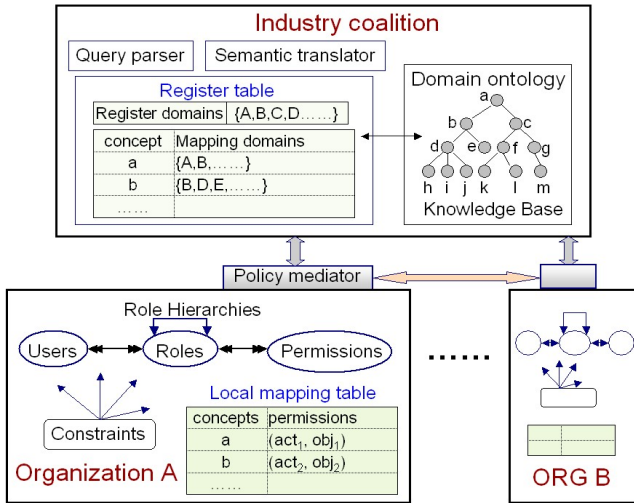 Industry coalition
Query parser
Semantic translator
Register table
Register domains {A,B,C,D......}
concept Mapping domains
a {A,B,......}
b {B,D,E,......}
......
Domain ontology
a
b c
d e f g
h i j k l m
Knowledge Base
Policy mediator
Role Hierarchies
Users Roles Permissions
Constraints
Local mapping table
concepts permissions
a (act1, obj1)
b (act2, obj2)
......
Organization A
......
ORG B